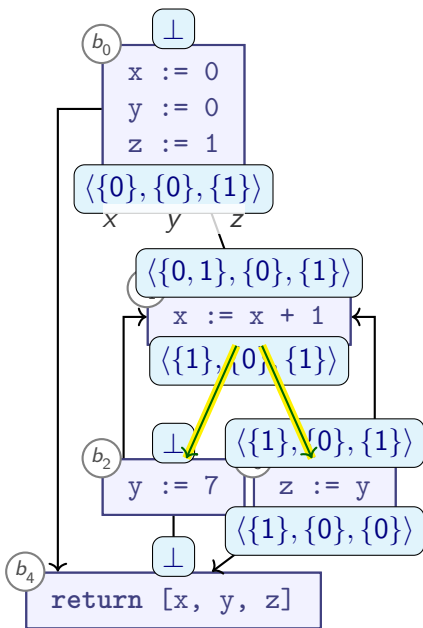 ⊥
b₀
x := 0
y := 0
z := 1
⟨{0}, {0}, {1}⟩
x y z
⟨{0, 1}, {0}, {1}⟩
x := x + 1
⟨{1}, {0}, {1}⟩
⊥
⟨{1}, {0}, {1}⟩
b₂
y := 7
z := y
⟨{1}, {0}, {0}⟩
⊥
b₄
return [x, y, z]